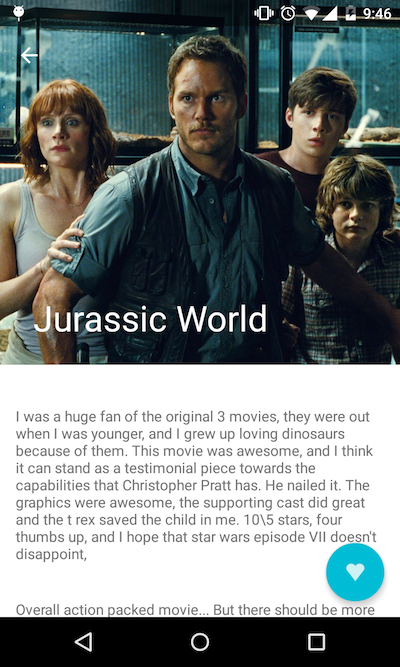 9:46
Jurassic World
I was a huge fan of the original 3 movies, they were out
when I was younger, and I grew up loving dinosaurs
because of them. This movie was awesome, and I think
it can stand as a testimonial piece towards the
capabilities that Christopher Pratt has. He nailed it. The
graphics were awesome, the supporting cast did great
and the t rex saved the child in me. 10\5 stars, four
thumbs up, and I hope that star wars episode VII doesn't
disappoint,
Overall action packed movie... But there should be more